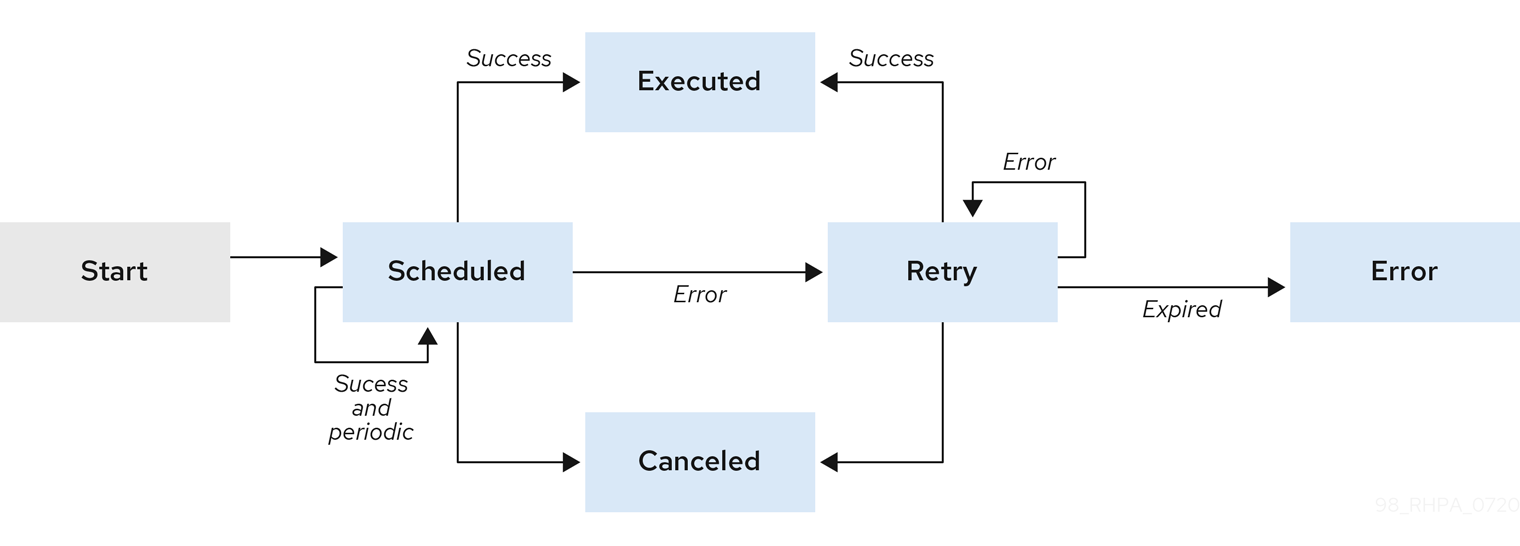 Success
Executed
Success
Error
Start
Scheduled
Error
Retry
Expired
Error
Sucess
and
periodic
Canceled
98_RHPA_0720